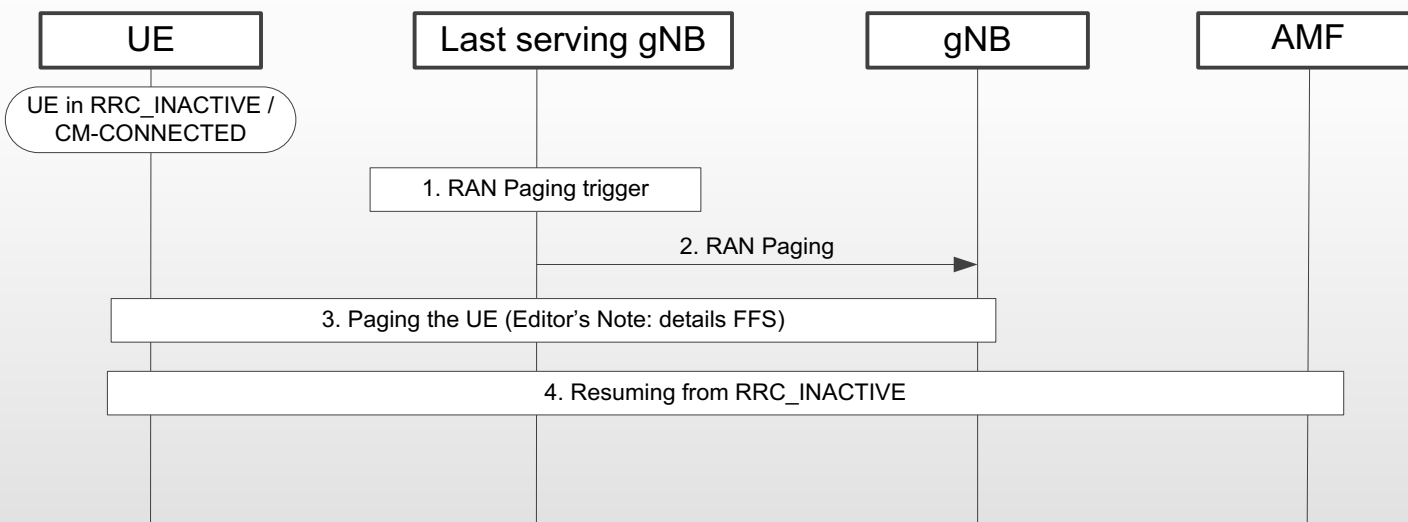 UE
Last serving gNB
gNB
AMF
UE in RRC_INACTIVE /
CM-CONNECTED
1. RAN Paging trigger
2. RAN Paging
3. Paging the UE (Editor’s Note: details FFS)
4. Resuming from RRC_INACTIVE